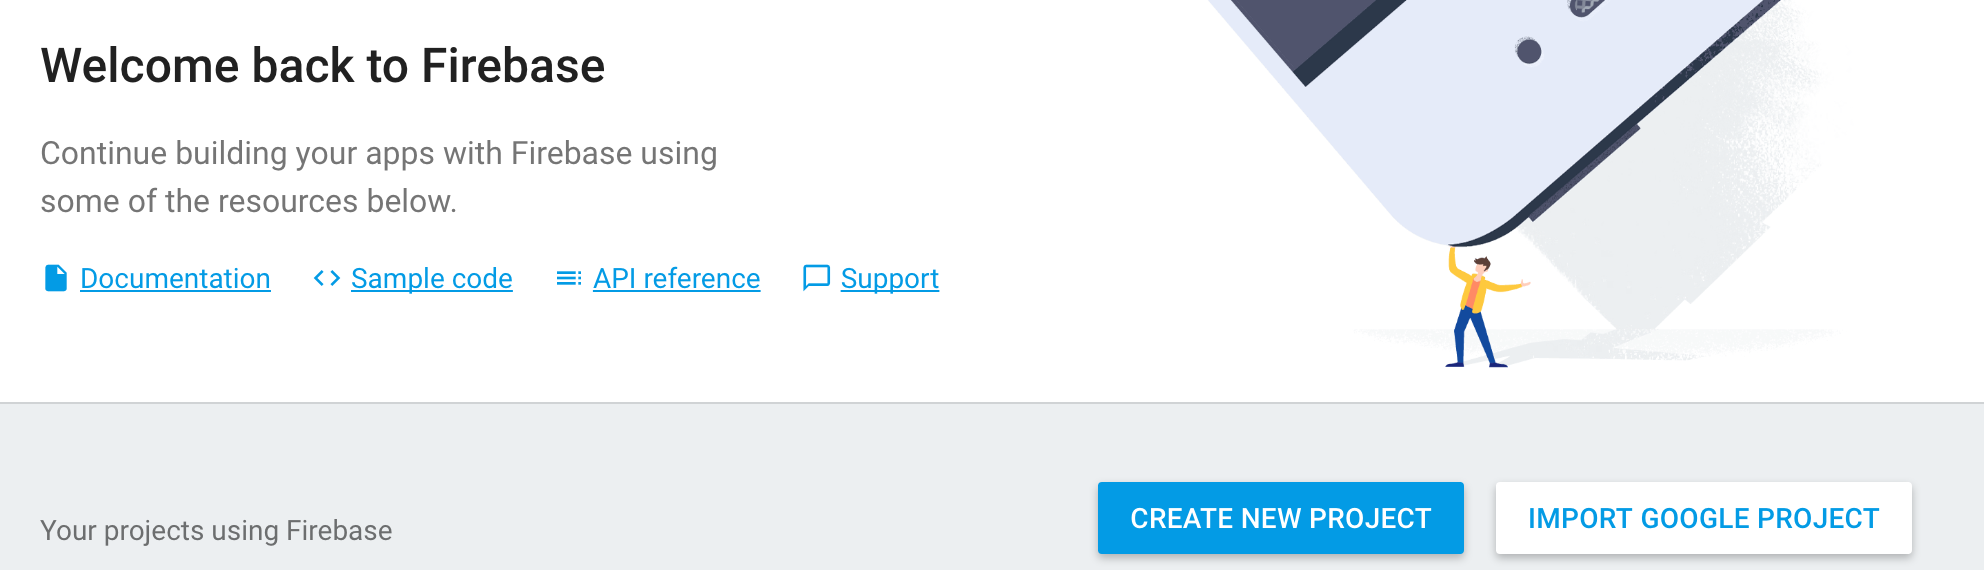 Welcome back to Firebase
Continue building your apps with Firebase using
some of the resources below.
Documentation Sample code API reference Support
Your projects using Firebase CREATE NEW PROJECT IMPORT GOOGLE PROJECT